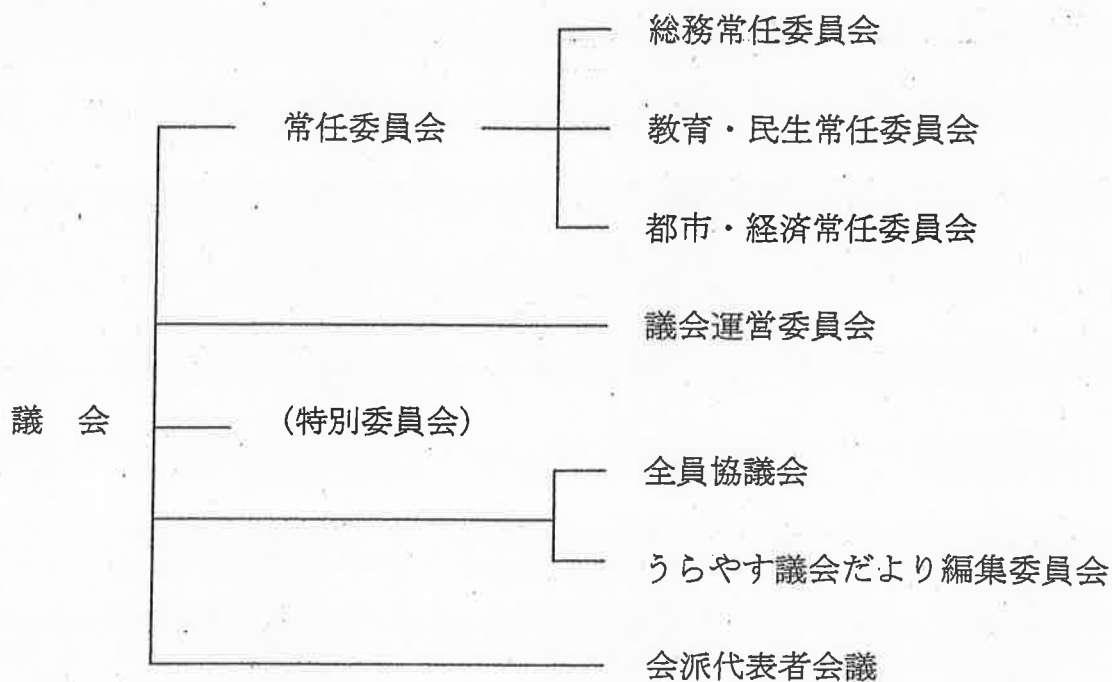 総務常任委員会
常任委員会
教育・民生常任委員会
都市・経済常任委員会
議会運営委員会
議 会
(特別委員会)
全員協議会
うらやす議会だより編集委員会
会派代表者会議